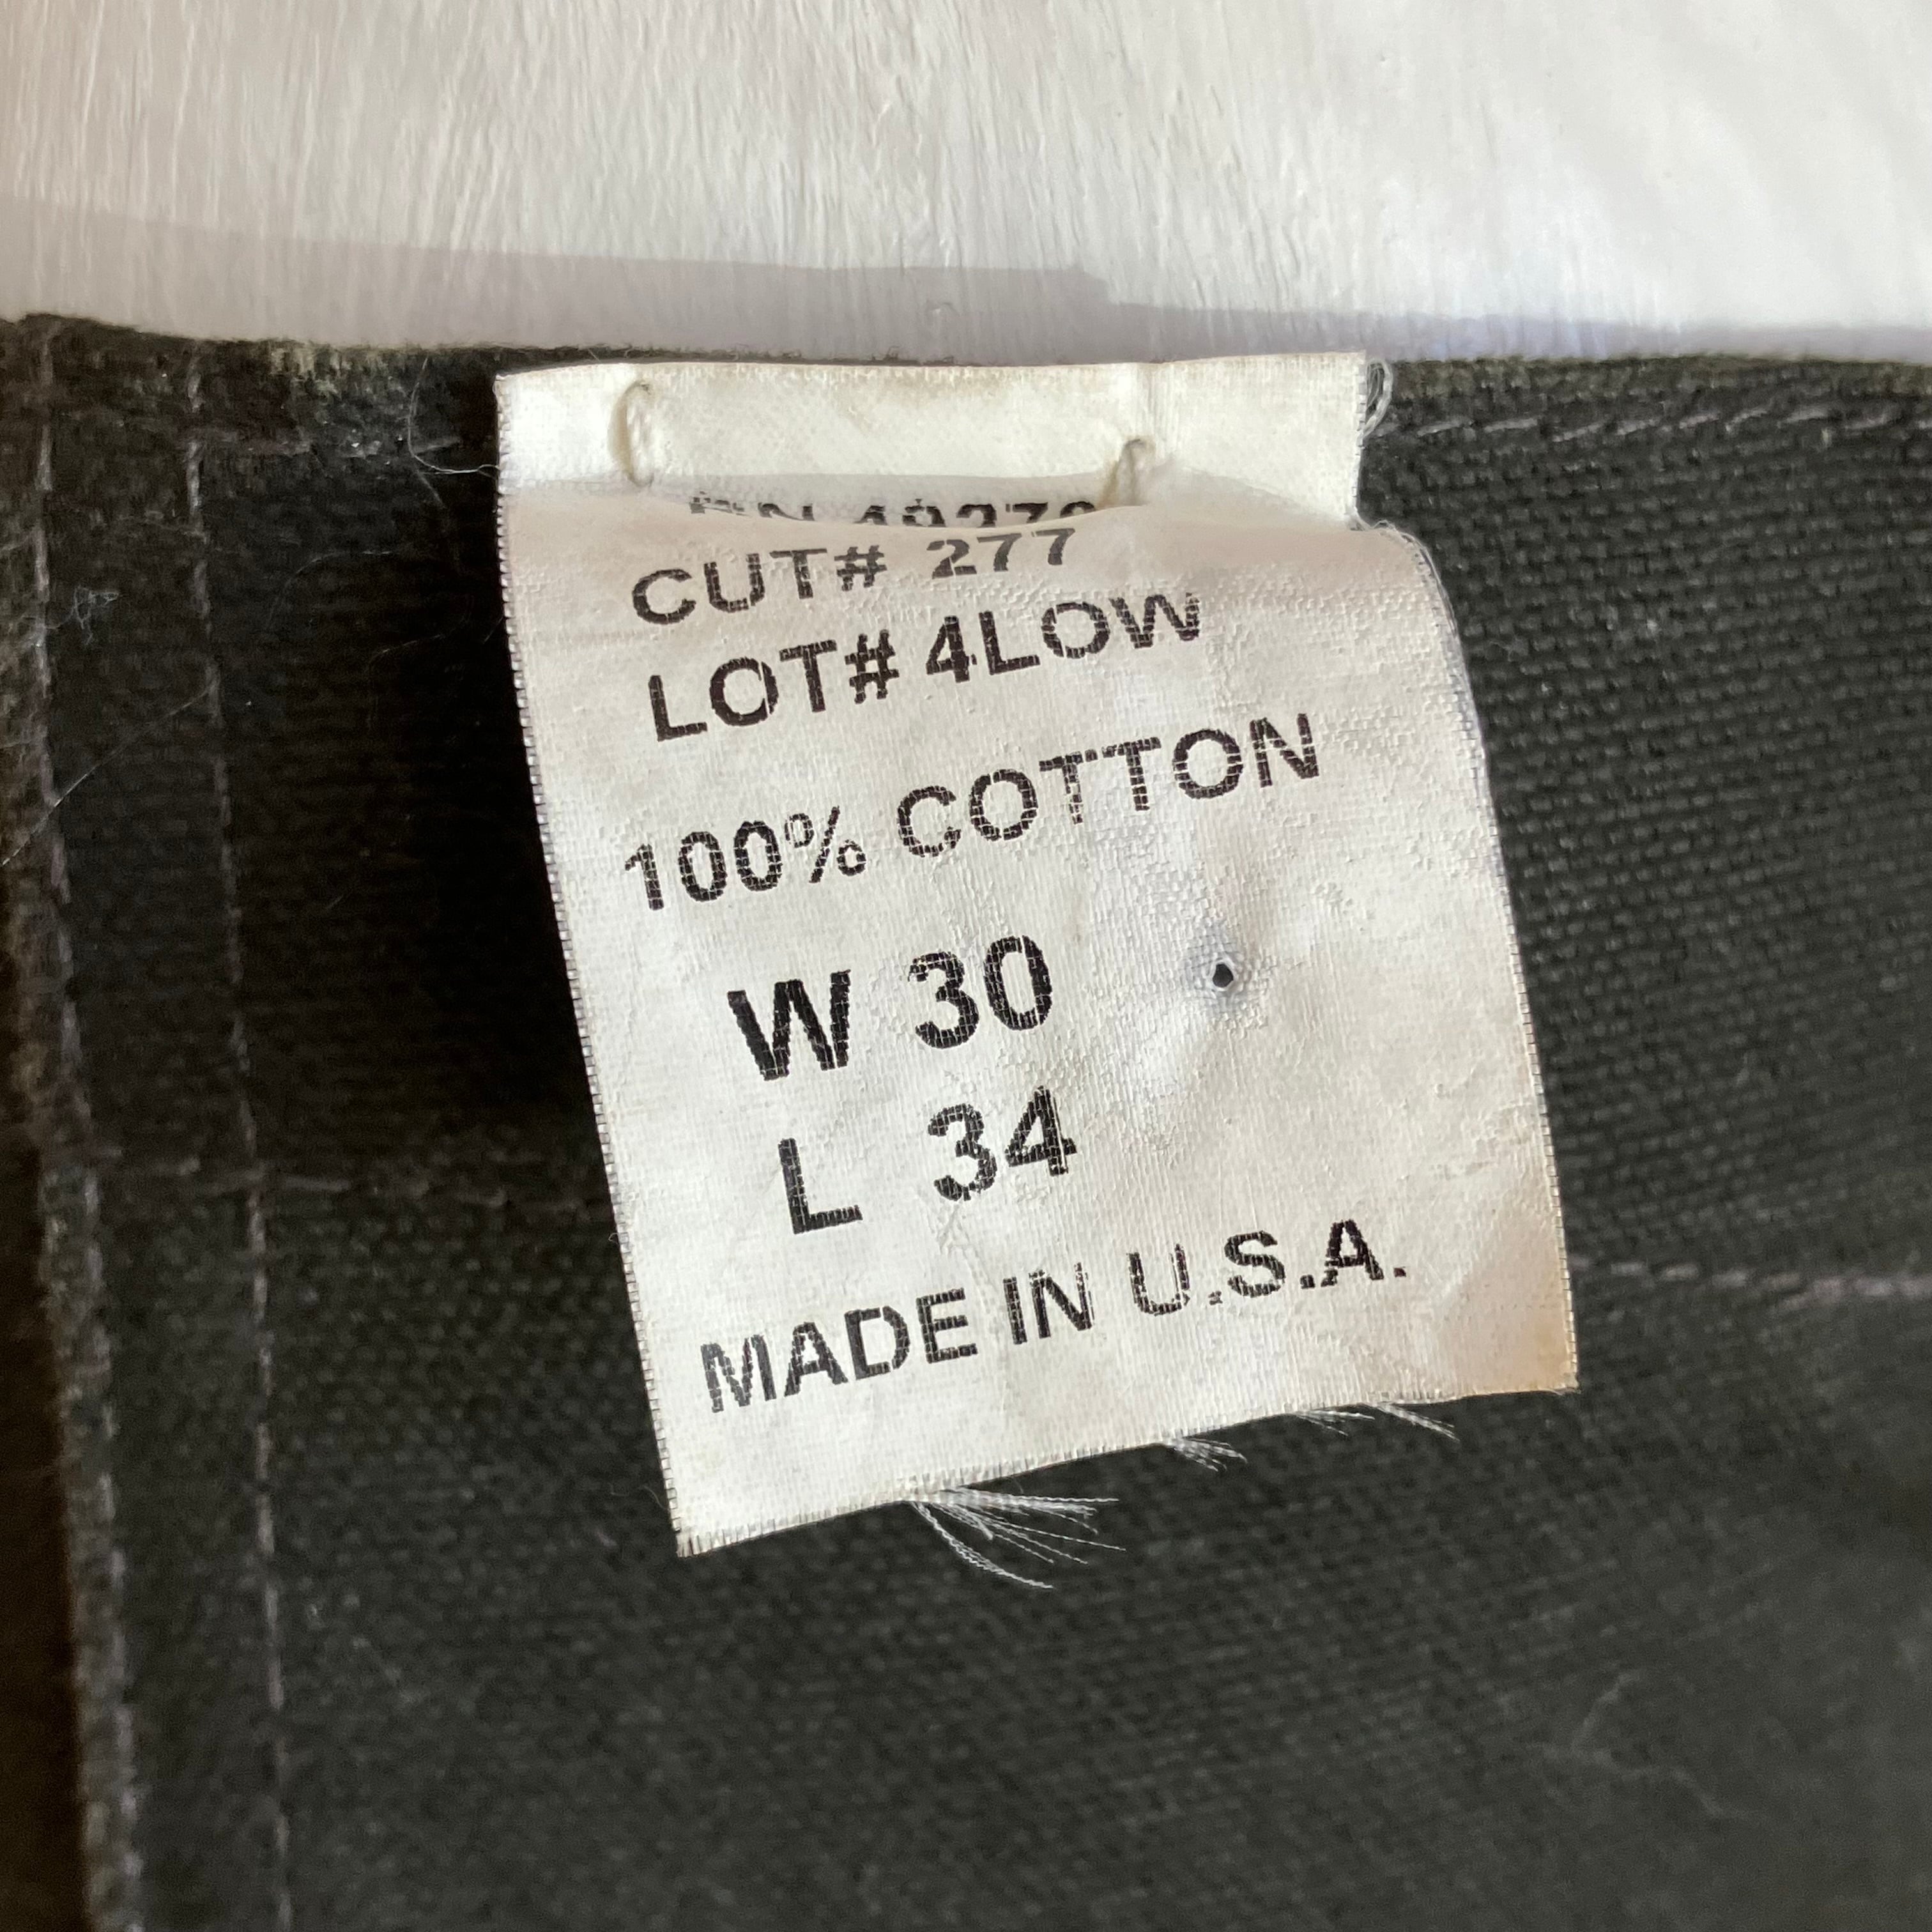 CUT# 277
LOT# 4LOW
100% COTTON
W 30
L 34
MADE IN U.S.A.